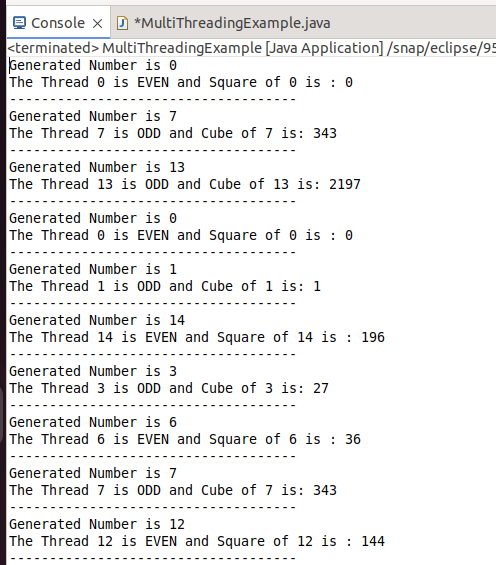 Console × *MultiThreadingExample.java
<terminated> MultiThreadingExample [Java Application] /snap/eclipse/95
Generated Number is 0
The Thread 0 is EVEN and Square of 0 is : 0
------------------------------------
Generated Number is 7
The Thread 7 is ODD and Cube of 7 is: 343
------------------------------------
Generated Number is 13
The Thread 13 is ODD and Cube of 13 is: 2197
------------------------------------
Generated Number is 0
The Thread 0 is EVEN and Square of 0 is : 0
------------------------------------
Generated Number is 1
The Thread 1 is ODD and Cube of 1 is: 1
------------------------------------
Generated Number is 14
The Thread 14 is EVEN and Square of 14 is : 196
------------------------------------
Generated Number is 3
The Thread 3 is ODD and Cube of 3 is: 27
------------------------------------
Generated Number is 6
The Thread 6 is EVEN and Square of 6 is : 36
------------------------------------
Generated Number is 7
The Thread 7 is ODD and Cube of 7 is: 343
------------------------------------
Generated Number is 12
The Thread 12 is EVEN and Square of 12 is : 144
------------------------------------